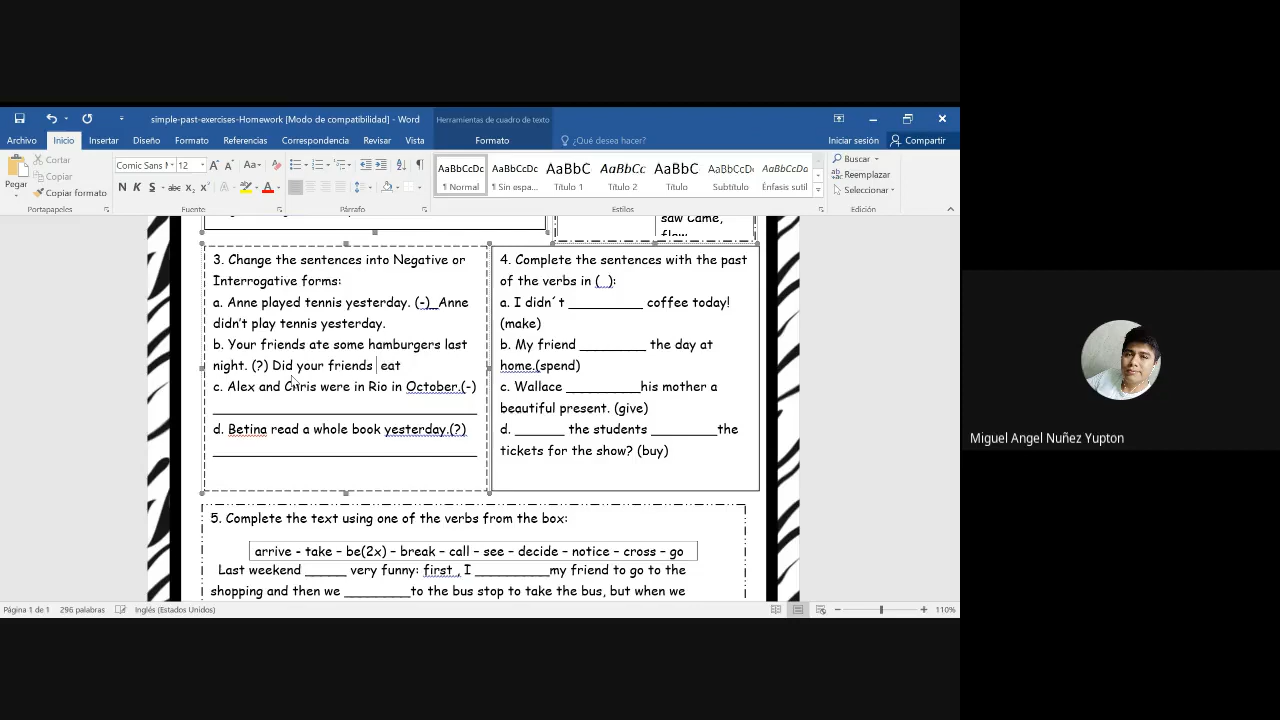 simple-past-exercises-Homework [Modo de compatibilidad] - Word
Herramientas de cuadro de texto
Archivo Inicio Insertar Diseño Formato Referencias Correspondencia Revisar Vista Formato ¿Qué desea hacer? Iniciar sesión Compartir
Pegar
Cortar
Copiar
Copiar formato
Portapapeles
Comic Sans M 12
N K S abc x₂ x² A
Fuente
Párrafo
AaBbCcDc ¶ Normal
AaBbCcDc ¶ Sin espa...
AaBbC Título 1
AaBbCc Título 2
AaBbC Título
AaBbCcD Subtítulo
AaBbCcDc Énfasis sutil
Estilos
Buscar
Reemplazar
Seleccionar
Edición
saw Came,
3. Change the sentences into Negative or
Interrogative forms:
a. Anne played tennis yesterday. (-)_ Anne
didn't play tennis yesterday.
b. Your friends ate some hamburgers last
night. (?) Did your friends eat
c. Alex and Chris were in Rio in October.(-)
________________________________
d. Betina read a whole book yesterday.(?)
________________________________
4. Complete the sentences with the past
of the verbs in ( ):
a. I didn´t _________ coffee today!
(make)
b. My friend ________ the day at
home.(spend)
c. Wallace _________his mother a
beautiful present. (give)
d. ______ the students ________the
tickets for the show? (buy)
5. Complete the text using one of the verbs from the box:
arrive - take – be(2x) – break – call – see – decide – notice – cross – go
Last weekend _____ very funny: first , I _________my friend to go to the
shopping and then we ________to the bus stop to take the bus, but when we
Página 1 de 1 296 palabras Inglés (Estados Unidos) 110%
Miguel Angel Nuñez Yupton